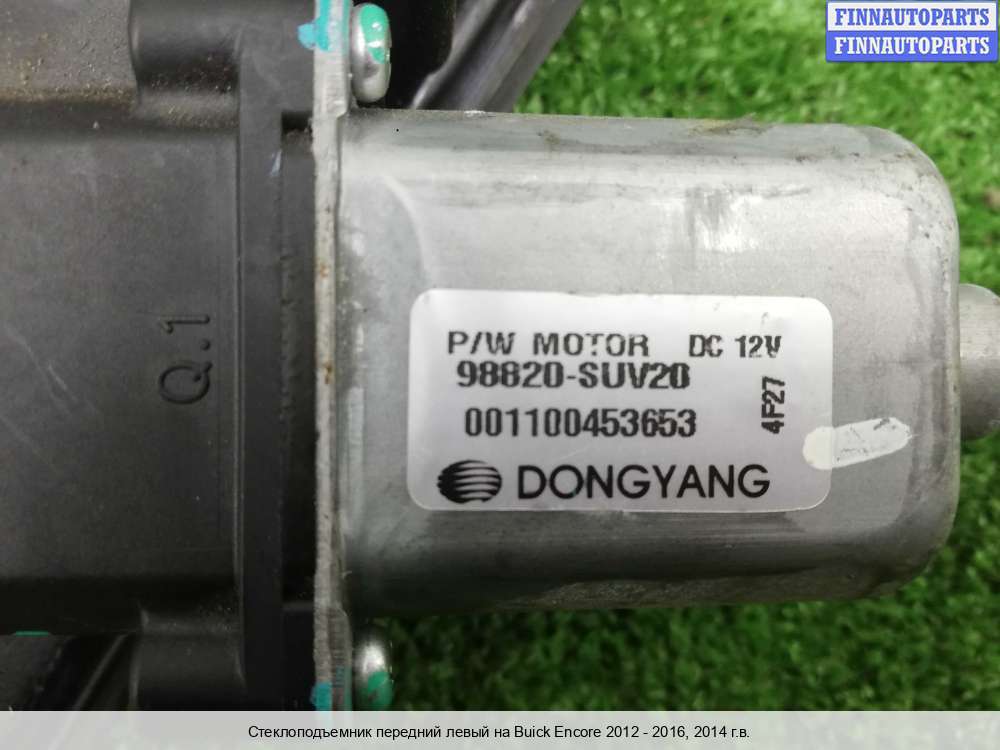 FINNAUTOPARTS
FINNAUTOPARTS
Q.1
P/W MOTOR DC 12V
98820-SUV20
001100453653
4F27
DONGYANG
Стеклоподъемник передний левый на Buick Encore 2012 - 2016, 2014 г.в.